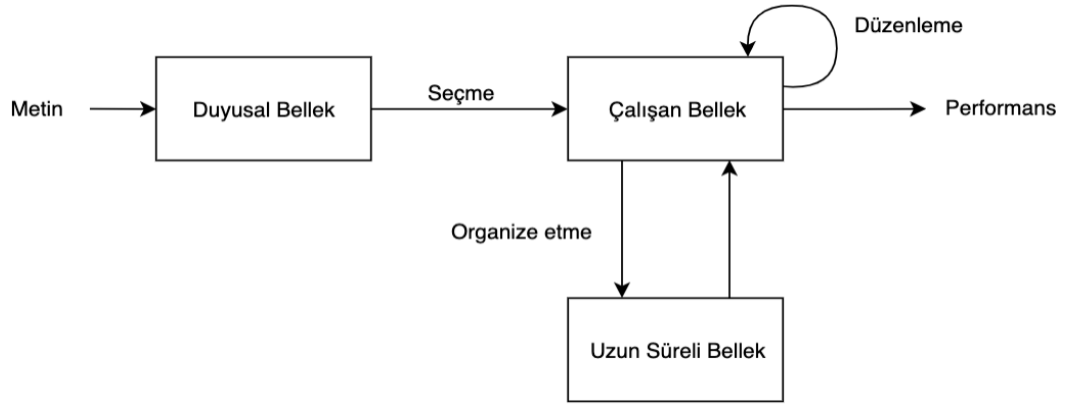 Düzenleme
Metin
Duyusal Bellek
Seçme
Çalışan Bellek
Performans
Organize etme
Uzun Süreli Bellek